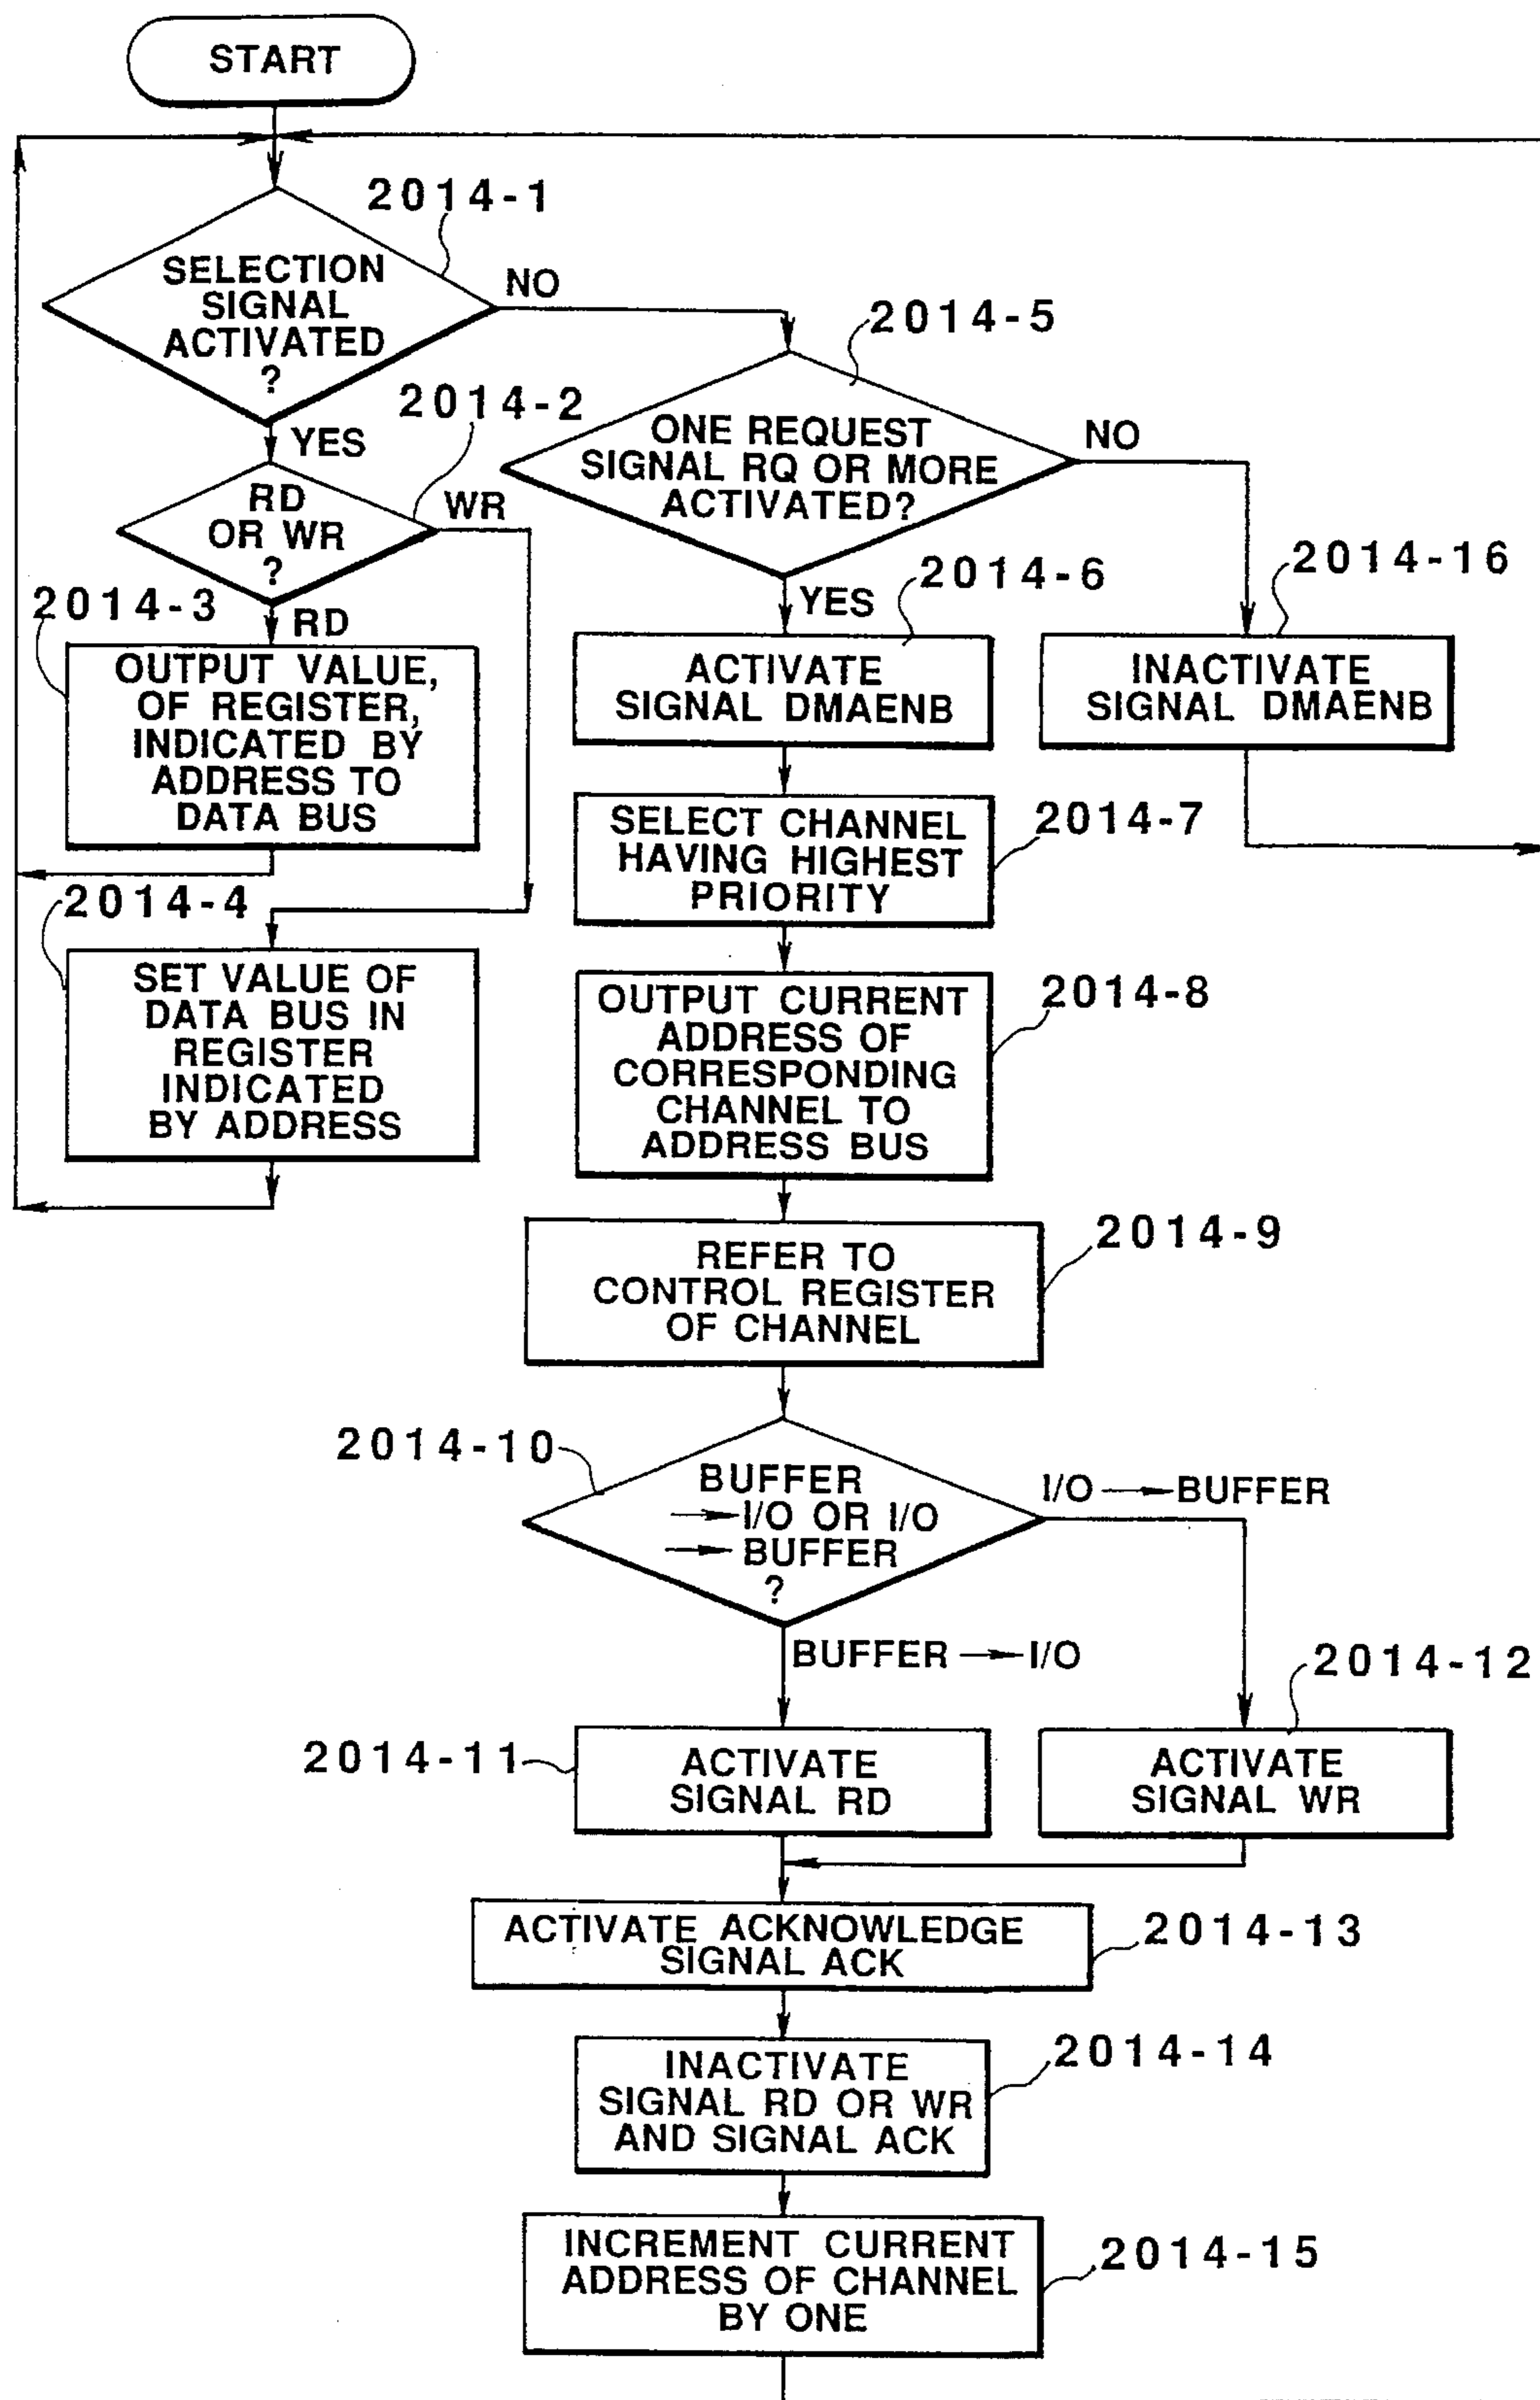 START
2014-1
SELECTION
SIGNAL
ACTIVATED
?
NO
YES
2014-2
RD
OR WR
?
WR
RD
2014-3
OUTPUT VALUE,
OF REGISTER,
INDICATED BY
ADDRESS TO
DATA BUS
2014-4
SET VALUE OF
DATA BUS IN
REGISTER
INDICATED
BY ADDRESS
2014-5
ONE REQUEST
SIGNAL RQ OR MORE
ACTIVATED?
NO
YES
2014-6
ACTIVATE
SIGNAL DMAENB
2014-16
INACTIVATE
SIGNAL DMAENB
SELECT CHANNEL
HAVING HIGHEST
PRIORITY
2014-7
OUTPUT CURRENT
ADDRESS OF
CORRESPONDING
CHANNEL TO
ADDRESS BUS
2014-8
REFER TO
CONTROL REGISTER
OF CHANNEL
2014-9
2014-10
BUFFER
→ I/O OR I/O
→ BUFFER
?
I/O → BUFFER
BUFFER → I/O
2014-11
ACTIVATE
SIGNAL RD
2014-12
ACTIVATE
SIGNAL WR
ACTIVATE ACKNOWLEDGE
SIGNAL ACK
2014-13
INACTIVATE
SIGNAL RD OR WR
AND SIGNAL ACK
2014-14
INCREMENT CURRENT
ADDRESS OF CHANNEL
BY ONE
2014-15